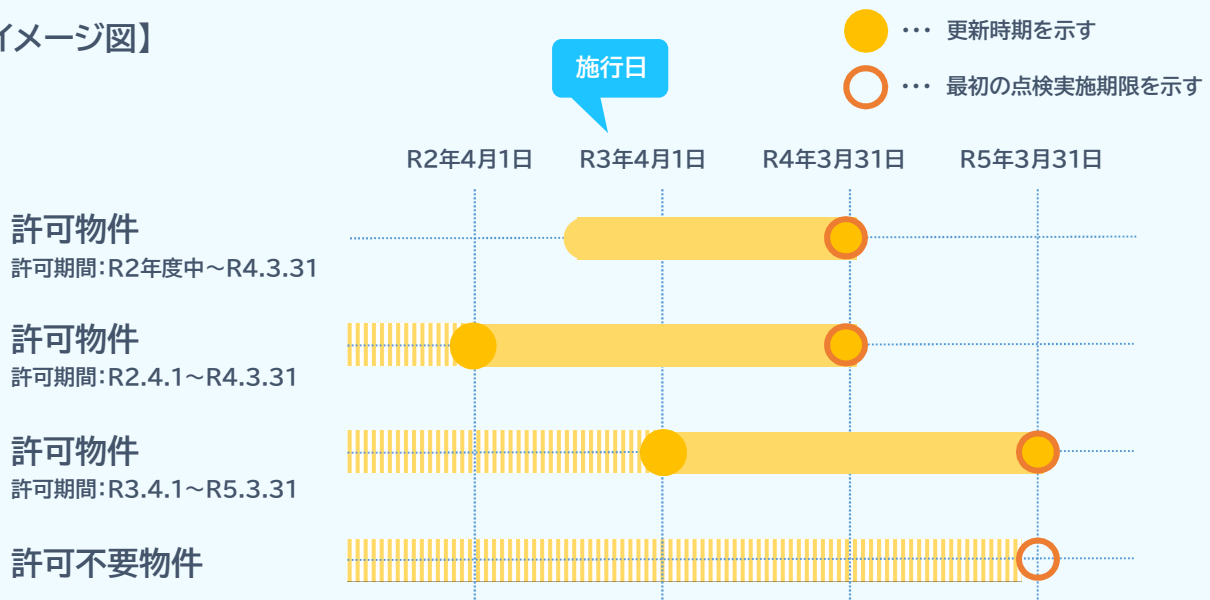 イメージ図】
… 更新時期を示す
… 最初の点検実施期限を示す
施行日
R2年4月1日 R3年4月1日 R4年3月31日 R5年3月31日
許可物件
許可期間：R2年度中～R4.3.31
許可物件
許可期間：R2.4.1～R4.3.31
許可物件
許可期間：R3.4.1～R5.3.31
許可不要物件